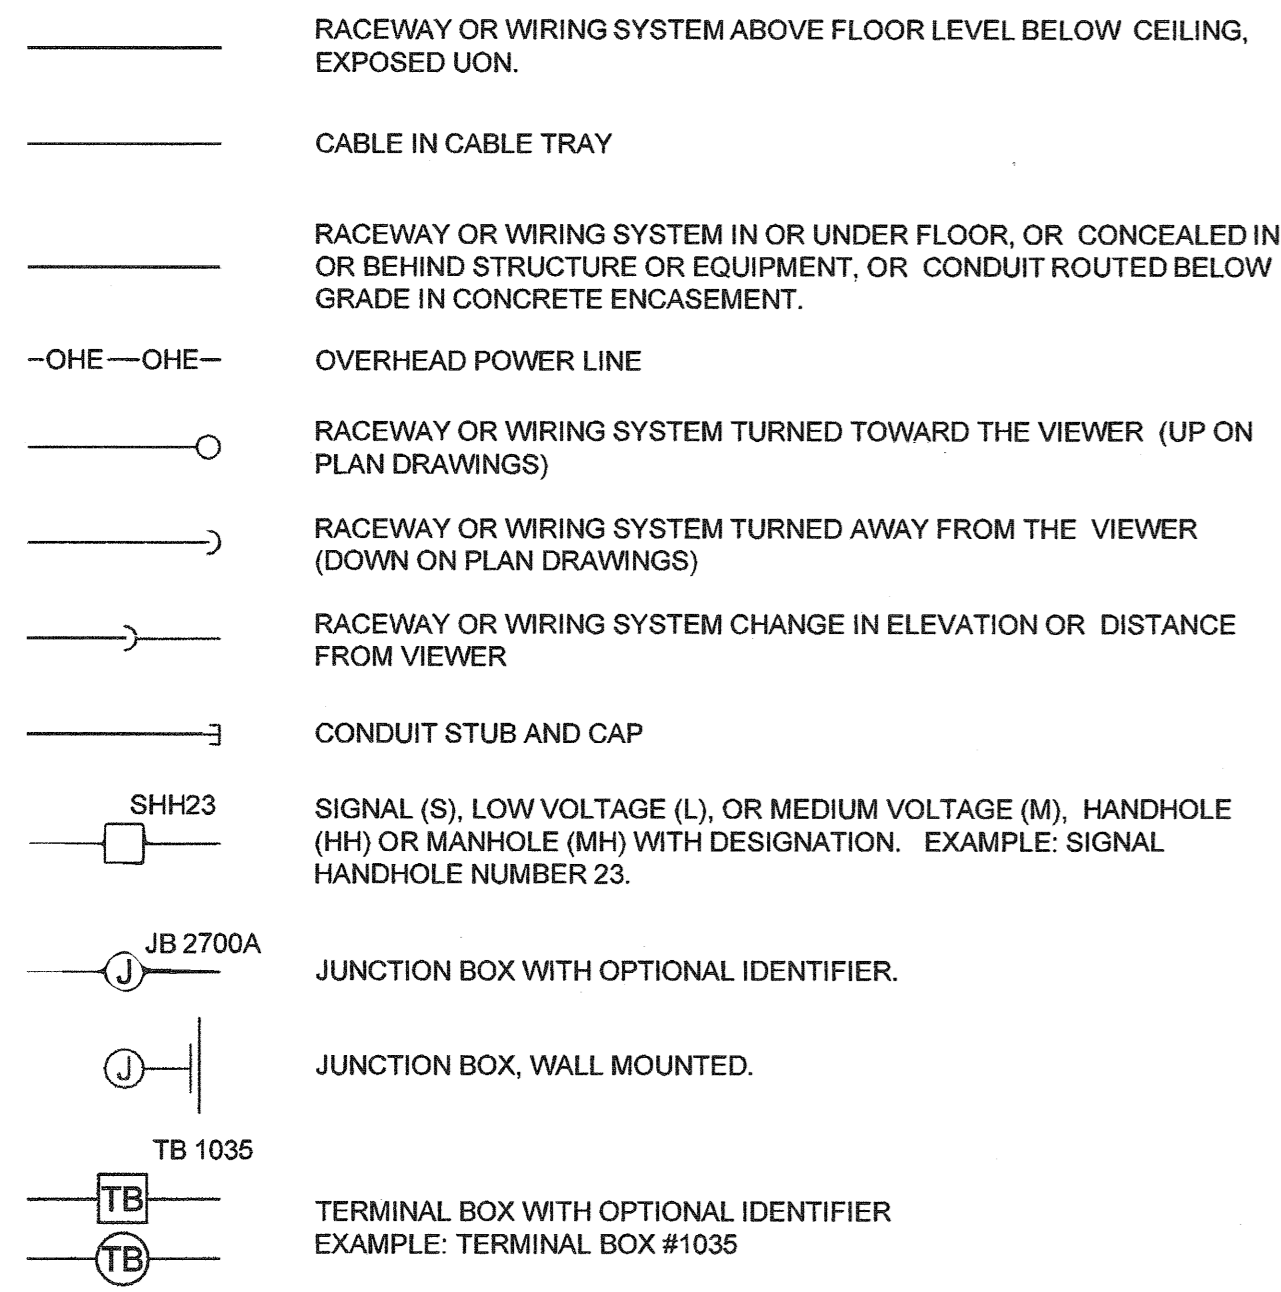 RACEWAY OR WIRING SYSTEM ABOVE FLOOR LEVEL BELOW CEILING,
EXPOSED UON.
CABLE IN CABLE TRAY
RACEWAY OR WIRING SYSTEM IN OR UNDER FLOOR, OR CONCEALED IN
OR BEHIND STRUCTURE OR EQUIPMENT, OR CONDUIT ROUTED BELOW
GRADE IN CONCRETE ENCASEMENT.
-OHE—OHE-
OVERHEAD POWER LINE
RACEWAY OR WIRING SYSTEM TURNED TOWARD THE VIEWER (UP ON
PLAN DRAWINGS)
RACEWAY OR WIRING SYSTEM TURNED AWAY FROM THE VIEWER
(DOWN ON PLAN DRAWINGS)
RACEWAY OR WIRING SYSTEM CHANGE IN ELEVATION OR DISTANCE
FROM VIEWER
CONDUIT STUB AND CAP
SHH23
SIGNAL (S), LOW VOLTAGE (L), OR MEDIUM VOLTAGE (M), HANDHOLE
(HH) OR MANHOLE (MH) WITH DESIGNATION. EXAMPLE: SIGNAL
HANDHOLE NUMBER 23.
JB 2700A
J
JUNCTION BOX WITH OPTIONAL IDENTIFIER.
J
JUNCTION BOX, WALL MOUNTED.
TB 1035
TB
TERMINAL BOX WITH OPTIONAL IDENTIFIER
EXAMPLE: TERMINAL BOX #1035
TB